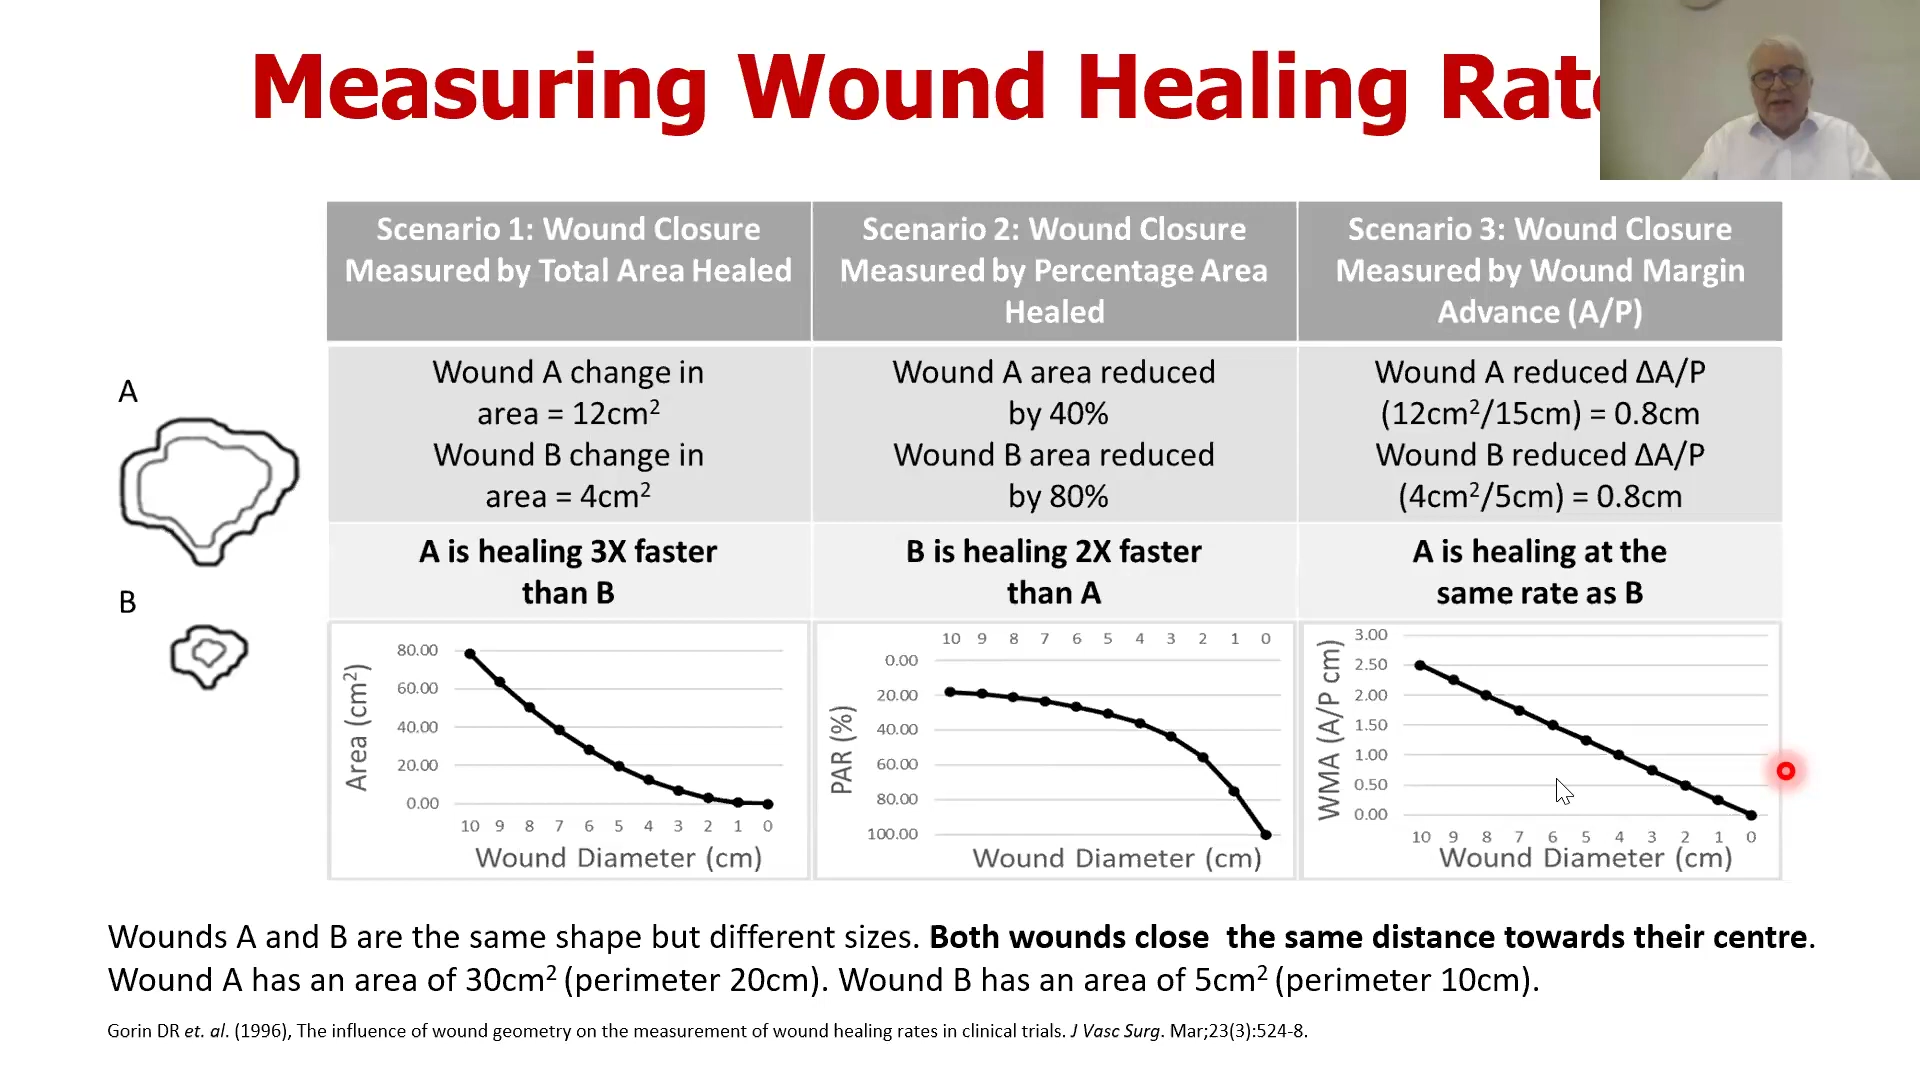 Measuring Wound Healing Rat
Scenario 1: Wound Closure
Measured by Total Area Healed
Scenario 2: Wound Closure
Measured by Percentage Area
Healed
Scenario 3: Wound Closure
Measured by Wound Margin
Advance (A/P)
A
B
Wound A change in
area = 12cm²
Wound B change in
area = 4cm²
Wound A area reduced
by 40%
Wound B area reduced
by 80%
Wound A reduced ΔA/P
(12cm²/15cm) = 0.8cm
Wound B reduced ΔA/P
(4cm²/5cm) = 0.8cm
A is healing 3X faster
than B
B is healing 2X faster
than A
A is healing at the
same rate as B
Area (cm²)
80.00
60.00
40.00
20.00
0.00
10 9 8 7 6 5 4 3 2 1 0
Wound Diameter (cm)
10 9 8 7 6 5 4 3 2 1 0
PAR (%)
0.00
20.00
40.00
60.00
80.00
100.00
Wound Diameter (cm)
WMA (A/P cm)
3.00
2.50
2.00
1.50
1.00
0.50
0.00
10 9 8 7 6 5 4 3 2 1 0
Wound Diameter (cm)
Wounds A and B are the same shape but different sizes. Both wounds close the same distance towards their centre.
Wound A has an area of 30cm² (perimeter 20cm). Wound B has an area of 5cm² (perimeter 10cm).
Gorin DR et. al. (1996), The influence of wound geometry on the measurement of wound healing rates in clinical trials. J Vasc Surg. Mar;23(3):524-8.